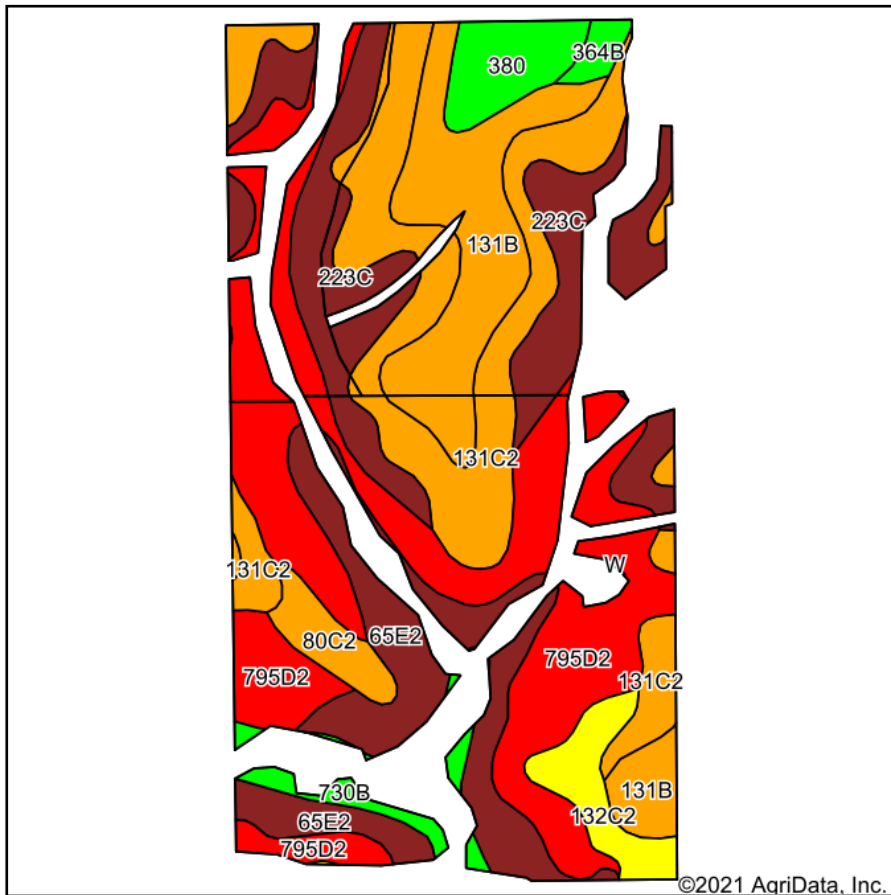 364B
380
223C
131B
223C
131C2
W
131C2
80C2
65E2
795D2
795D2
131C2
131B
730B
132C2
65E2
795D2
©2021 AgriData, Inc.